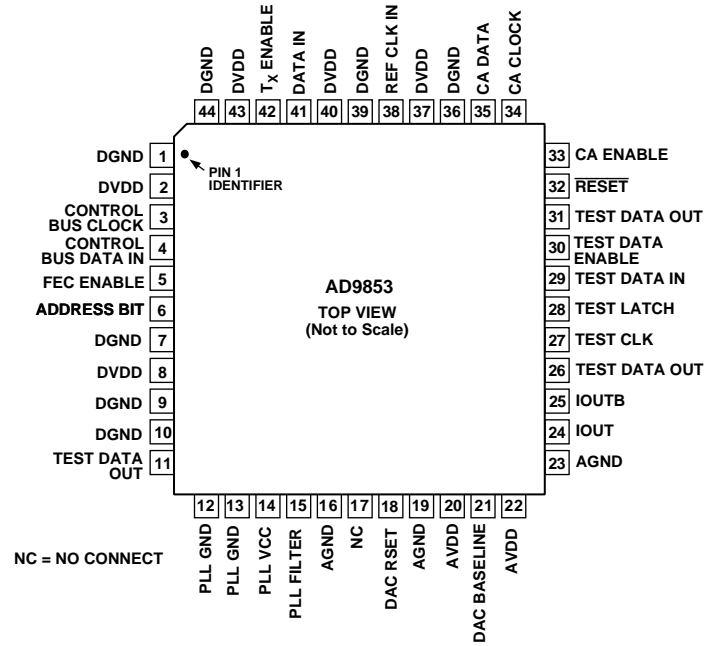 DGND
DVDD
TX ENABLE
DATA IN
DVDD
DGND
REF CLK IN
DVDD
DGND
CA DATA
CA CLOCK
44 43 42 41 40 39 38 37 36 35 34
DGND 1
DVDD 2
CONTROL
BUS CLOCK 3
CONTROL
BUS DATA IN 4
FEC ENABLE 5
ADDRESS BIT 6
DGND 7
DVDD 8
DGND 9
DGND 10
TEST DATA
OUT 11
PIN 1
IDENTIFIER
AD9853
TOP VIEW
(Not to Scale)
33 CA ENABLE
32 RESET
31 TEST DATA OUT
30 TEST DATA
ENABLE
29 TEST DATA IN
28 TEST LATCH
27 TEST CLK
26 TEST DATA OUT
25 IOUTB
24 IOUT
23 AGND
12 13 14 15 16 17 18 19 20 21 22
PLL GND
PLL GND
PLL VCC
PLL FILTER
AGND
NC
DAC RSET
AGND
AVDD
DAC BASELINE
AVDD
NC = NO CONNECT